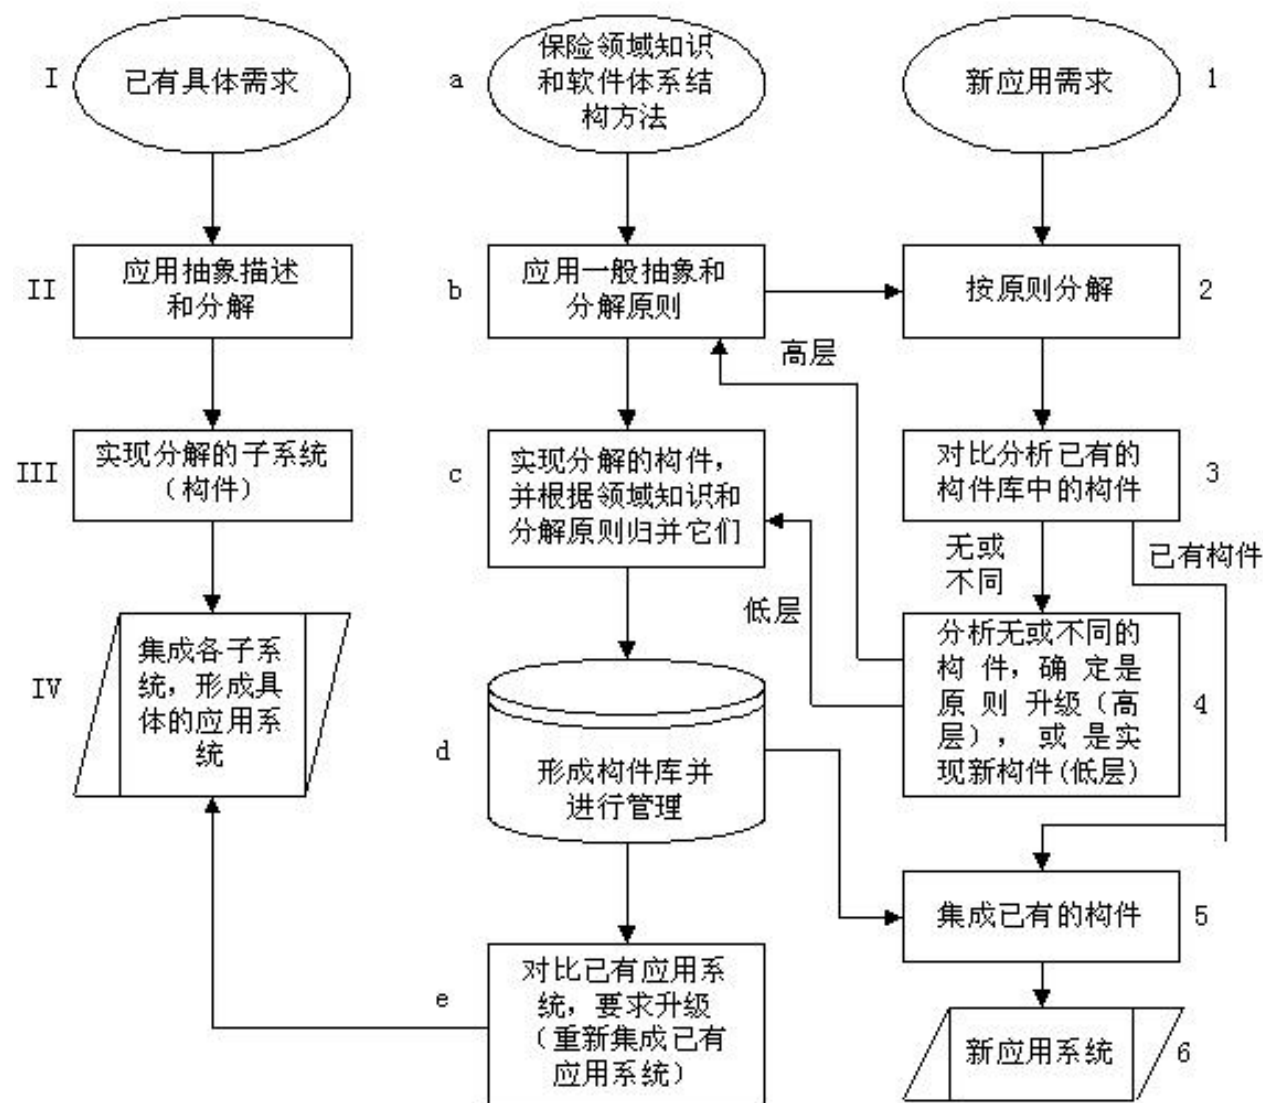 I
已有具体需求
a
保险领域知识
和软件体系结
构方法
新应用需求
1
II
应用抽象描述
和分解
b
应用一般抽象和
分解原则
按原则分解
2
高层
III
实现分解的子系统
（构件）
c
实现分解的构件，
并根据领域知识和
分解原则归并它们
对比分析已有的
构件库中的构件
3
无或
不同
已有构件
低层
IV
集成各子系
统，形成具
体的应用系
统
d
形成构件库并
进行管理
分析无或不同的
构 件，确 定是
原 则 升级（高
层），或 是实
现新构件(低层)
4
集成已有的构件
5
e
对比已有应用系
统，要求升级
（重新集成已有
应用系统）
新应用系统
6